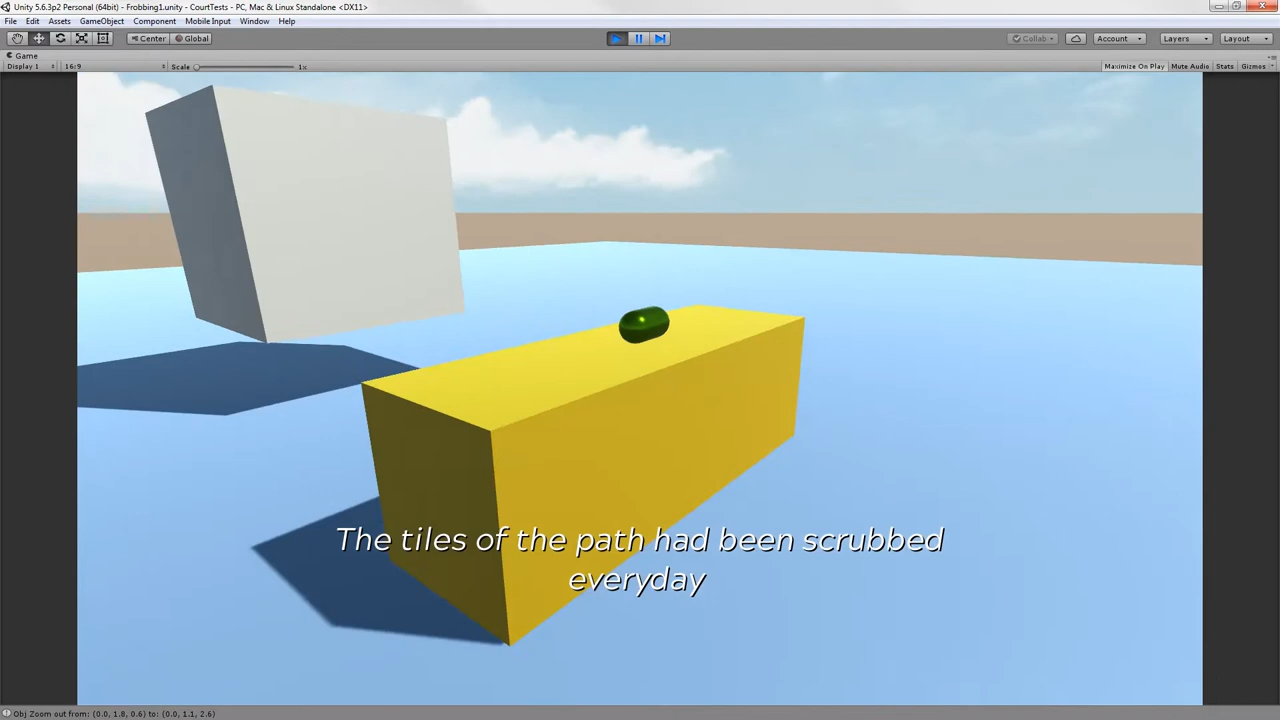 Unity 5.6.3p2 Personal (64bit) - Frobbing1.unity - CourtTests - PC, Mac & Linux Standalone <DX11>
File Edit Assets GameObject Component Mobile Input Window Help
Center Global Collab Account Layers Layout
Game
Display 1 16:9 Scale 1x Maximize On Play Mute Audio Stats Gizmos
The tiles of the path had been scrubbed
everyday
Obj Zoom out from: (0.0, 1.8, 0.6) to: (0.0, 1.1, 2.6)